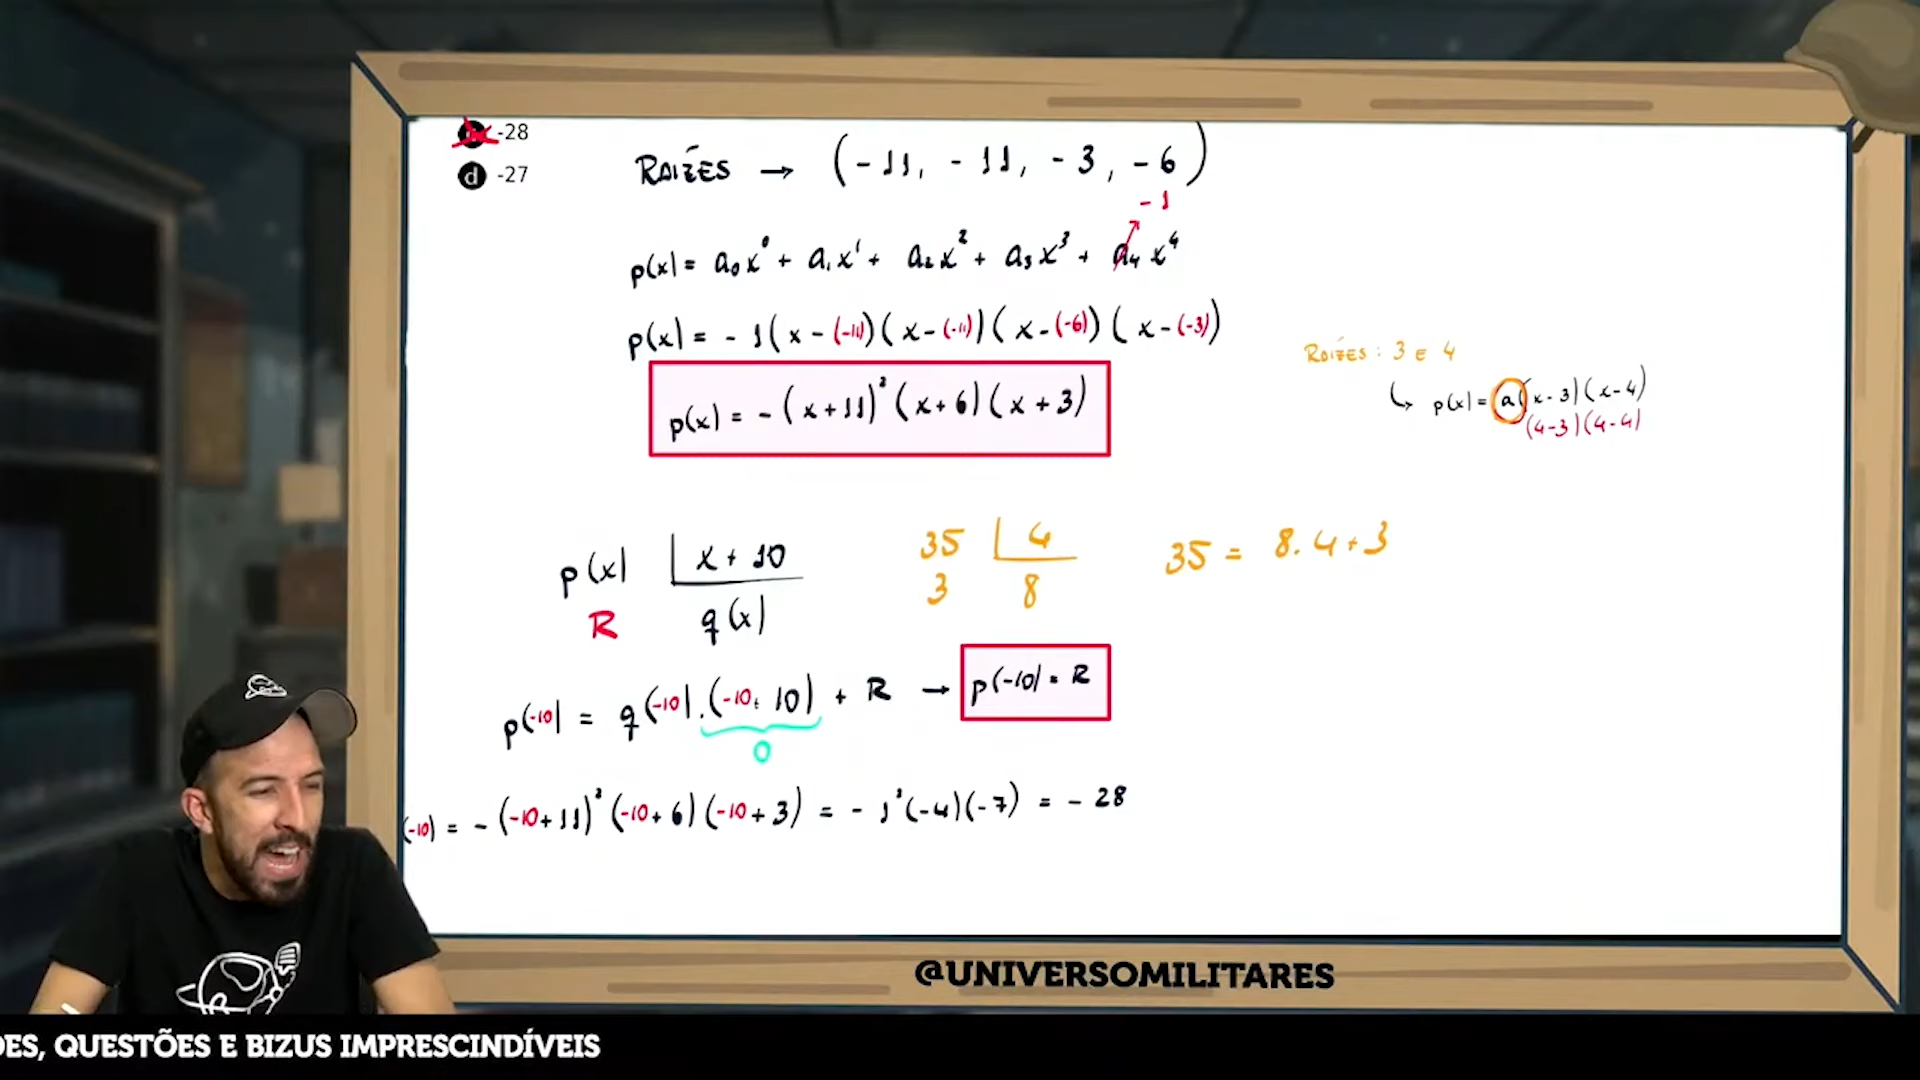 -28
d -27
RAÍZES → (-11, -11, -3, -6)
-1
p(x) = a₀x⁰ + a₁x¹ + a₂x² + a₃x³ + a₄x⁴
p(x) = -1(x-(-11))(x-(-11))(x-(-6))(x-(-3))
p(x) = -(x+11)²(x+6)(x+3)
RAÍZES: 3 E 4
↳ p(x) = a(x-3)(x-4)
(4-3)(4-4)
p(x) | x+10
R q(x)
35 | 4
3 8
35 = 8.4+3
p(-10) = q(-10).(-10+10) + R → p(-10) = R
0
(-10) = -(-10+11)²(-10+6)(-10+3) = -1²(-4)(-7) = -28
@UNIVERSOMILITARES
DES, QUESTÕES E BIZUS IMPRESCINDÍVEIS